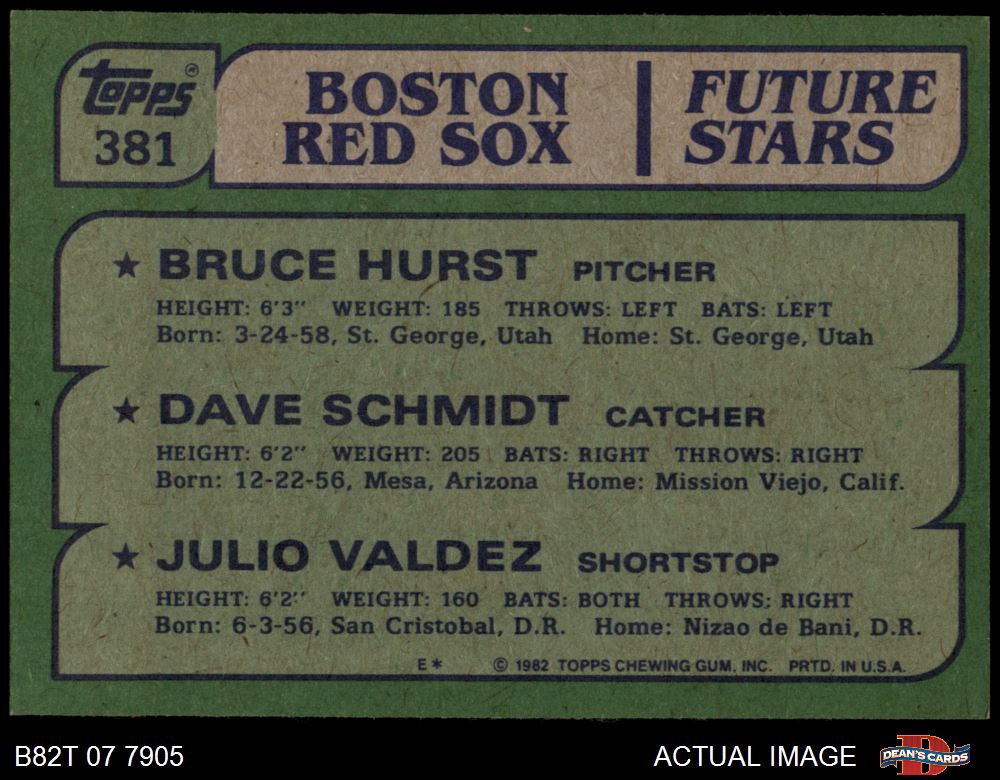 topps®
381
BOSTON RED SOX
FUTURE STARS
★ BRUCE HURST PITCHER
HEIGHT: 6'3" WEIGHT: 185 THROWS: LEFT BATS: LEFT
Born: 3-24-58, St. George, Utah Home: St. George, Utah
★ DAVE SCHMIDT CATCHER
HEIGHT: 6'2" WEIGHT: 205 BATS: RIGHT THROWS: RIGHT
Born: 12-22-56, Mesa, Arizona Home: Mission Viejo, Calif.
★ JULIO VALDEZ SHORTSTOP
HEIGHT: 6'2" WEIGHT: 160 BATS: BOTH THROWS: RIGHT
Born: 6-3-56, San Cristobal, D.R. Home: Nizao de Bani, D.R.
E* © 1982 TOPPS CHEWING GUM, INC. PRTD. IN U.S.A.
B82T 07 7905
ACTUAL IMAGE
D
DEAN'S CARDS